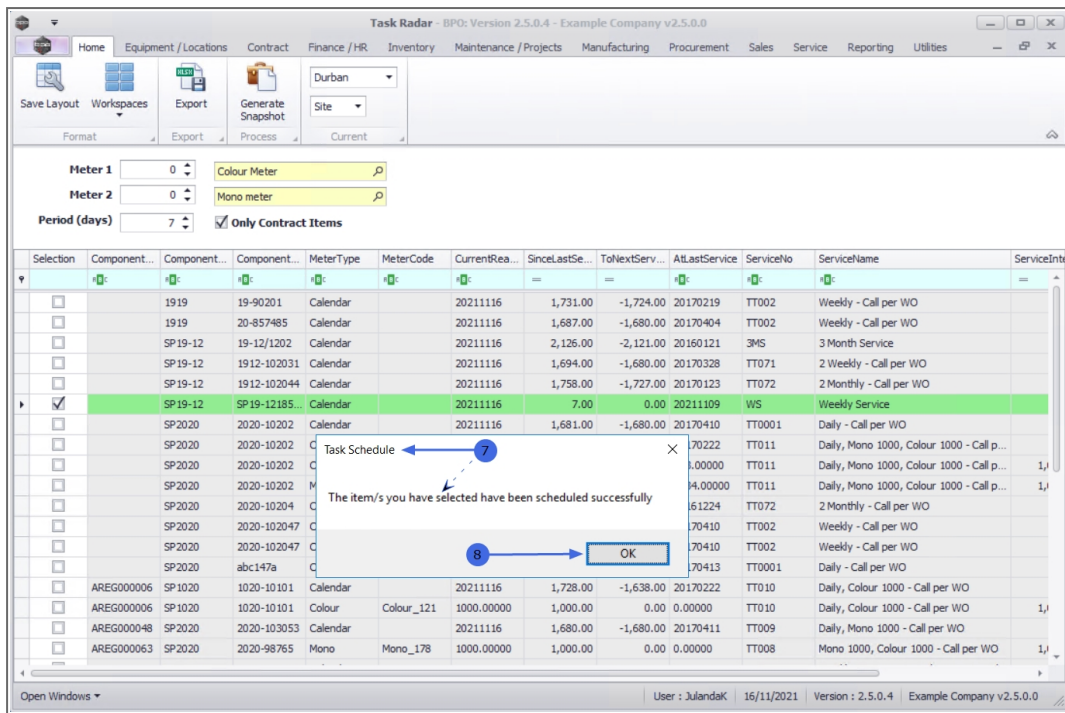 Task Radar - BPO: Version 2.5.0.4 - Example Company v2.5.0.0
Home Equipment / Locations Contract Finance / HR Inventory Maintenance / Projects Manufacturing Procurement Sales Service Reporting Utilities
Save Layout Workspaces Export Generate Snapshot Durban Site
Format Export Process Current
Meter 1 0 Colour Meter
Meter 2 0 Mono meter
Period (days) 7 Only Contract Items
Selection Component... Component... Component... MeterType MeterCode CurrentRea... SinceLastSe... ToNextServ... AtLastService ServiceNo ServiceName ServiceInte
1919 19-90201 Calendar 20211116 1,731.00 -1,724.00 20170219 TT002 Weekly - Call per WO
1919 20-857485 Calendar 20211116 1,687.00 -1,680.00 20170404 TT002 Weekly - Call per WO
SP19-12 19-12/1202 Calendar 20211116 2,126.00 -2,121.00 20160121 3MS 3 Month Service
SP19-12 1912-102031 Calendar 20211116 1,694.00 -1,680.00 20170328 TT071 2 Weekly - Call per WO
SP19-12 1912-102044 Calendar 20211116 1,758.00 -1,727.00 20170123 TT072 2 Monthly - Call per WO
SP19-12 SP19-12185... Calendar 20211116 7.00 0.00 20211109 WS Weekly Service
SP2020 2020-10202 Calendar 20211116 1,681.00 -1,680.00 20170410 TT0001 Daily - Call per WO
SP2020 2020-10202 C 70222 TT011 Daily, Mono 1000, Colour 1000 - Call p...
SP2020 2020-10202 C .00000 TT011 Daily, Mono 1000, Colour 1000 - Call p... 1,
SP2020 2020-10202 M 34.00000 TT011 Daily, Mono 1000, Colour 1000 - Call p... 1,
SP2020 2020-10204 C 61224 TT072 2 Monthly - Call per WO
SP2020 2020-102047 C 170410 TT002 Weekly - Call per WO
SP2020 2020-102047 C 170410 TT002 Weekly - Call per WO
SP2020 abc147a C 170413 TT0001 Daily - Call per WO
Task Schedule 7
The item/s you have selected have been scheduled successfully
8 OK
AREG000006 SP1020 1020-10101 Calendar 20211116 1,728.00 -1,638.00 20170222 TT010 Daily, Colour 1000 - Call per WO
AREG000006 SP1020 1020-10101 Colour Colour_121 1000.00000 1,000.00 0.00 0.00000 TT010 Daily, Colour 1000 - Call per WO 1,
AREG000048 SP2020 2020-103053 Calendar 20211116 1,680.00 -1,680.00 20170411 TT009 Daily, Mono 1000 - Call per WO
AREG000063 SP2020 2020-98765 Mono Mono_178 1000.00000 1,000.00 0.00 0.00000 TT008 Mono 1000, Colour 1000 - Call per WO 1,
Open Windows User : JulandaK 16/11/2021 Version : 2.5.0.4 Example Company v2.5.0.0